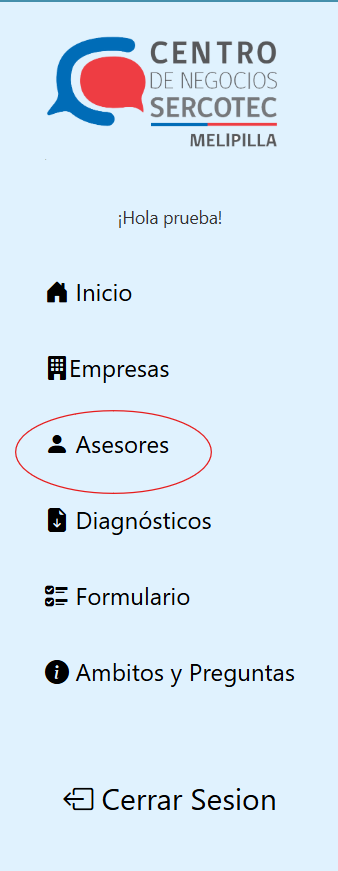 CENTRO
DE NEGOCIOS
SERCOTEC
MELIPILLA
¡Hola prueba!
Inicio
Empresas
Asesores
Diagnósticos
Formulario
Ambitos y Preguntas
Cerrar Sesion